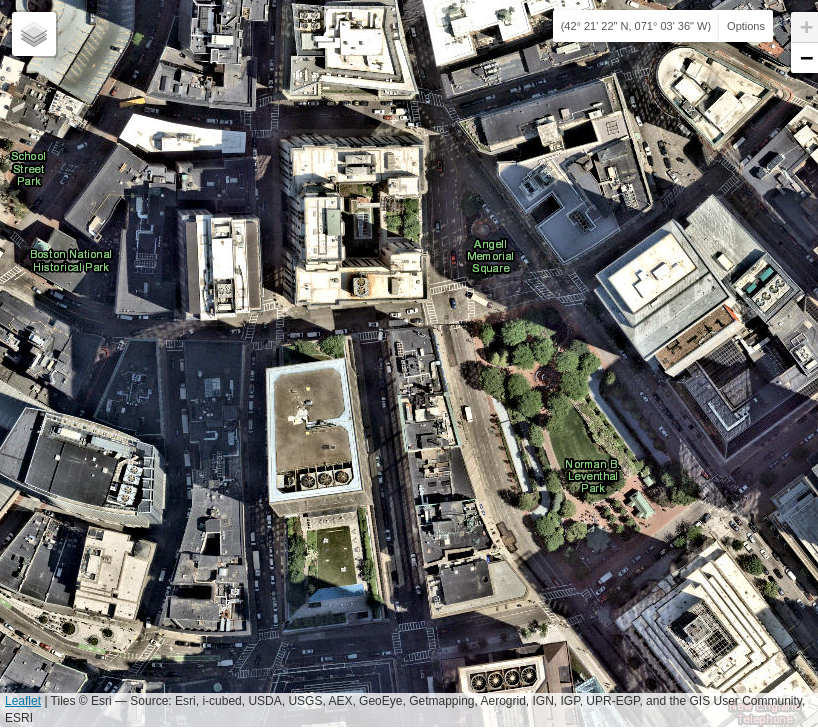 (42° 21' 22" N, 071° 03' 36" W)
Options
+
−
School
Street
Park
Boston National
Historical Park
Angell
Memorial
Square
Norman B.
Leventhal
Park
New England
Telephone
Leaflet | Tiles © Esri — Source: Esri, i-cubed, USDA, USGS, AEX, GeoEye, Getmapping, Aerogrid, IGN, IGP, UPR-EGP, and the GIS User Community,
ESRI